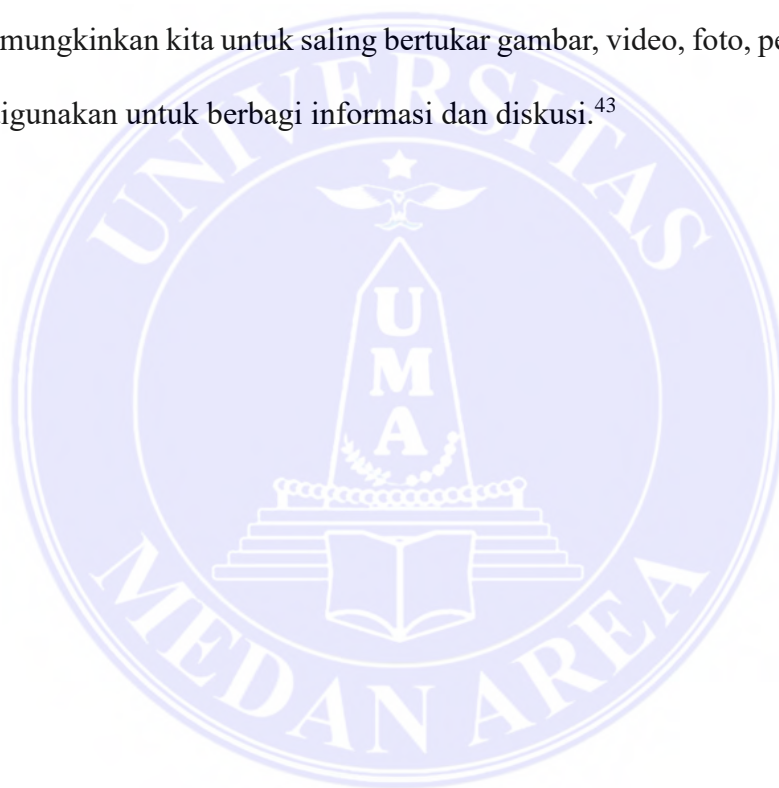 mungkinkan kita untuk saling bertukar gambar, video, foto, pe
igunakan untuk berbagi informasi dan diskusi.43
UNIVERSITAS
UMA
MEDAN AREA